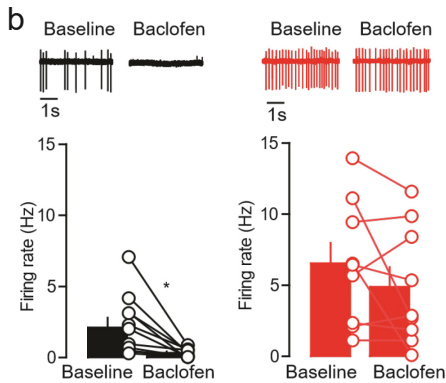 b
Baseline Baclofen Baseline Baclofen
1s 1s
15 15
10 10
5 5
0 0
Firing rate (Hz) Firing rate (Hz)
*
Baseline Baclofen Baseline Baclofen